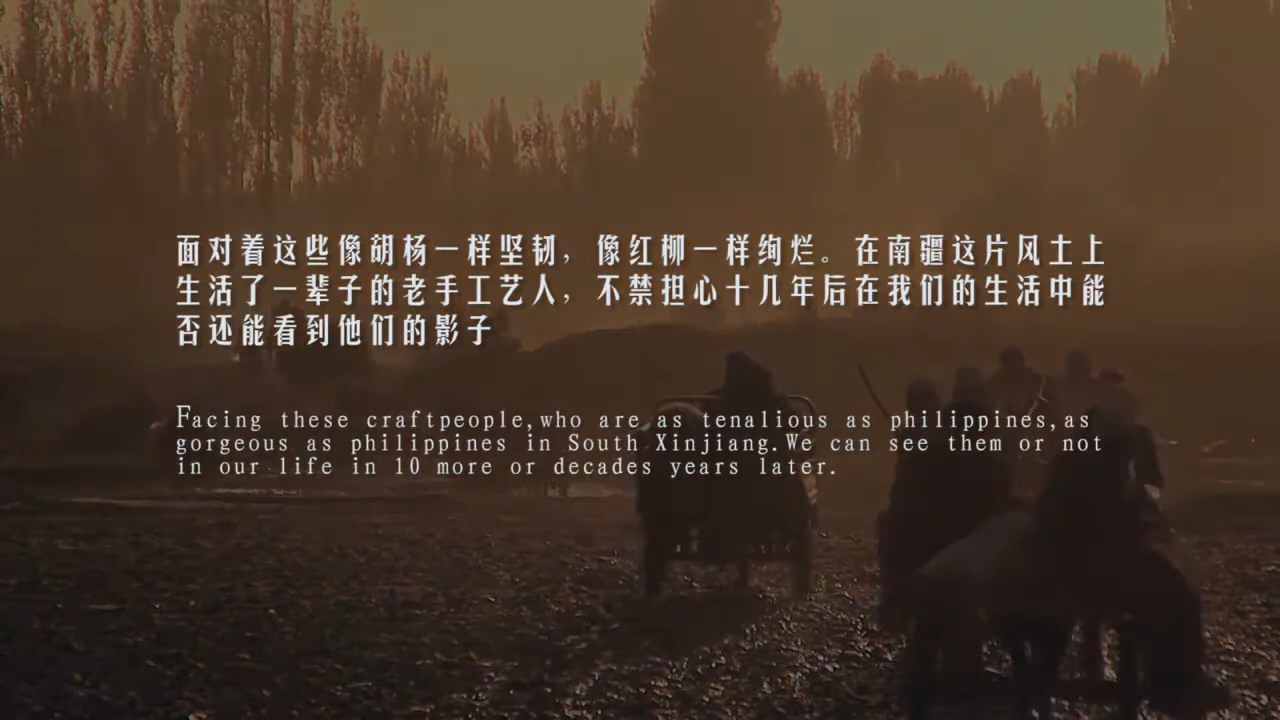 面对着这些像胡杨一样坚韧，像红柳一样绚烂。在南疆这片风土上
生活了一辈子的老手工艺人，不禁担心十几年后在我们的生活中能
否还能看到他们的影子
Facing these craftpeople,who are as tenalious as philippines,as
gorgeous as philippines in South Xinjiang.We can see them or not
in our life in 10 more or decades years later.